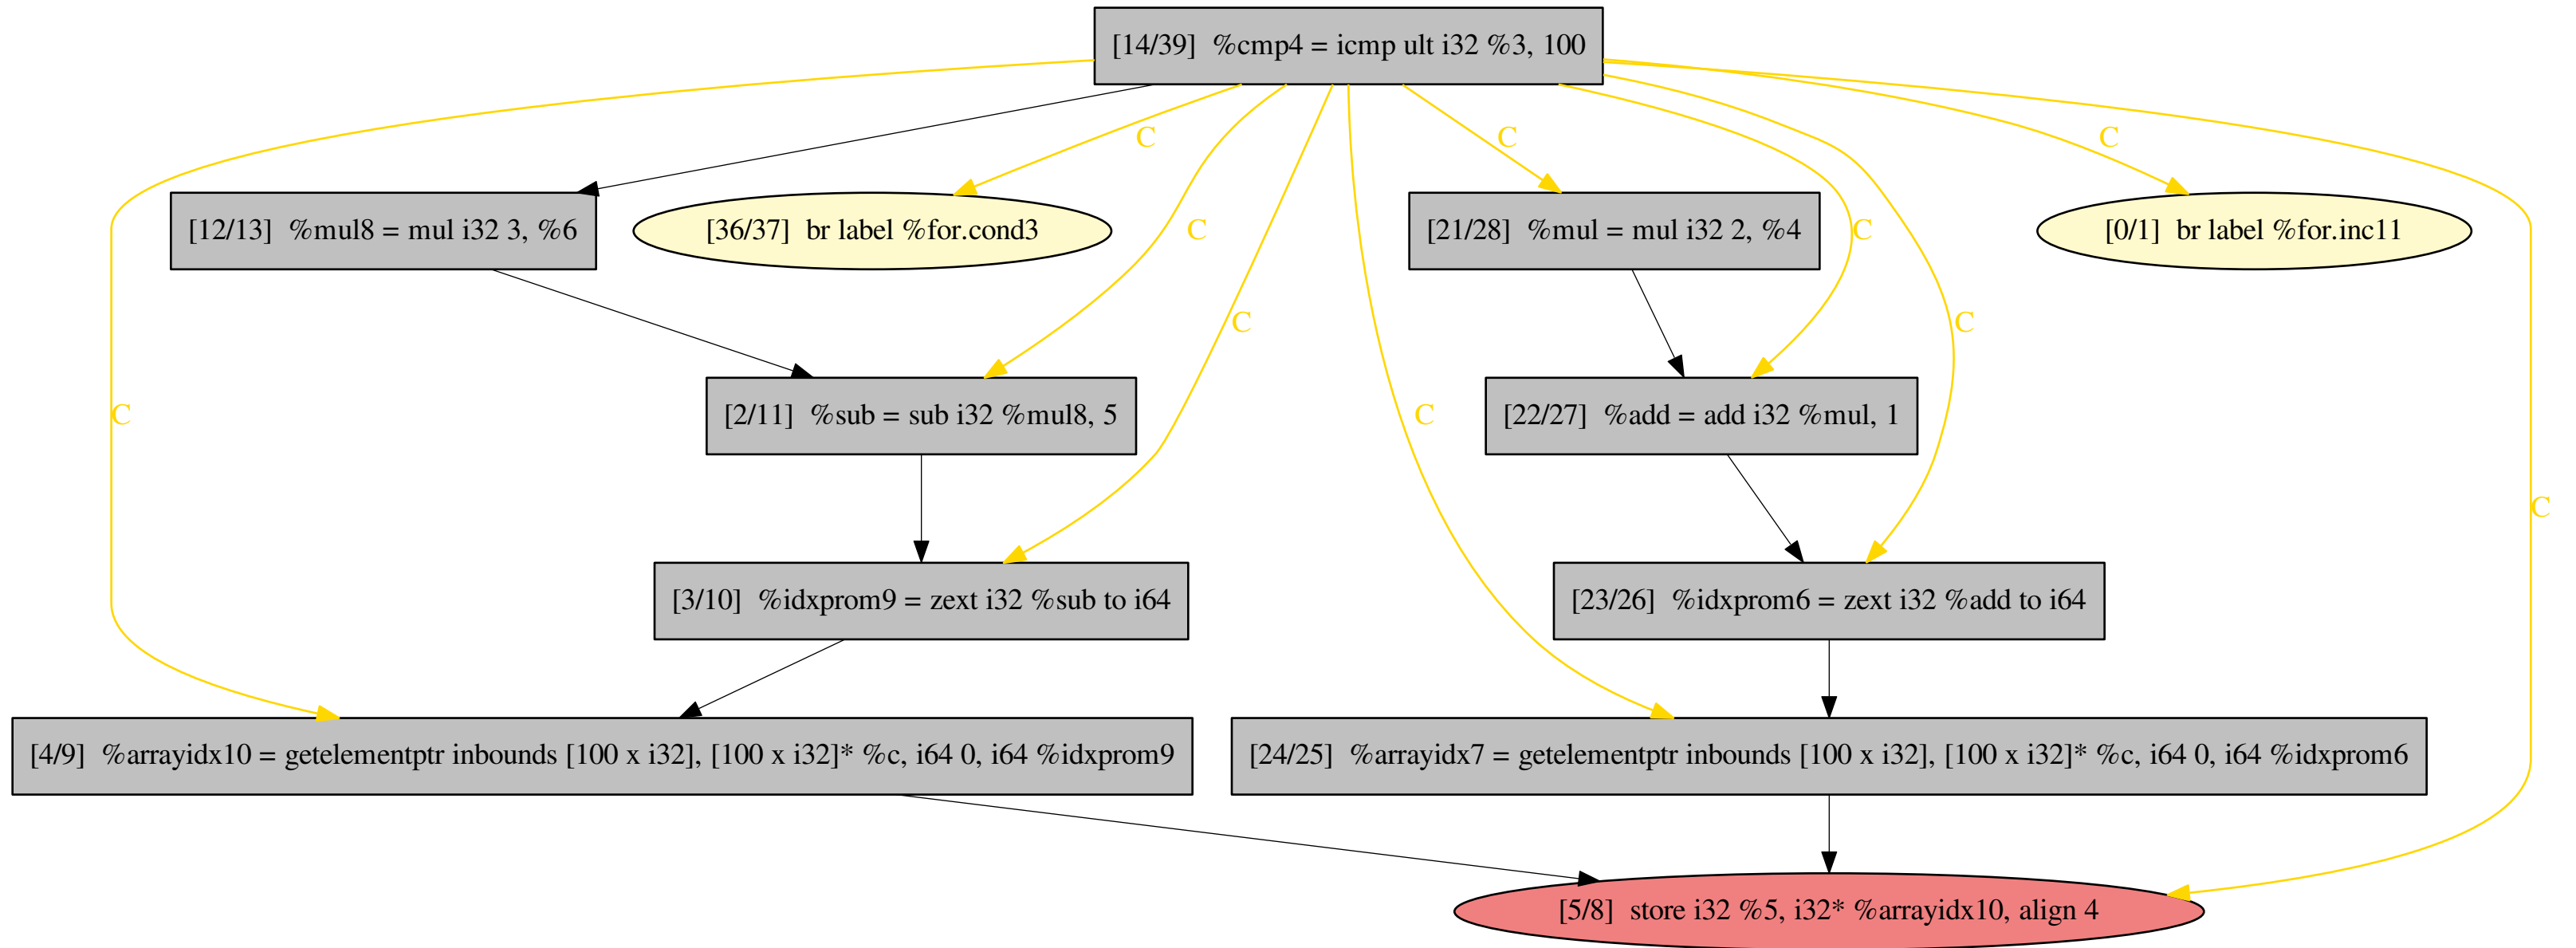 [14/39]  %cmp4 = icmp ult i32 %3, 100
C
C
C
[12/13]  %mul8 = mul i32 3, %6
[36/37]  br label %for.cond3
C
[21/28]  %mul = mul i32 2, %4
C
[0/1]  br label %for.inc11
C
C
C
[2/11]  %sub = sub i32 %mul8, 5
C
[22/27]  %add = add i32 %mul, 1
C
[3/10]  %idxprom9 = zext i32 %sub to i64
[23/26]  %idxprom6 = zext i32 %add to i64
[4/9]  %arrayidx10 = getelementptr inbounds [100 x i32], [100 x i32]* %c, i64 0, i64 %idxprom9
[24/25]  %arrayidx7 = getelementptr inbounds [100 x i32], [100 x i32]* %c, i64 0, i64 %idxprom6
[5/8]  store i32 %5, i32* %arrayidx10, align 4